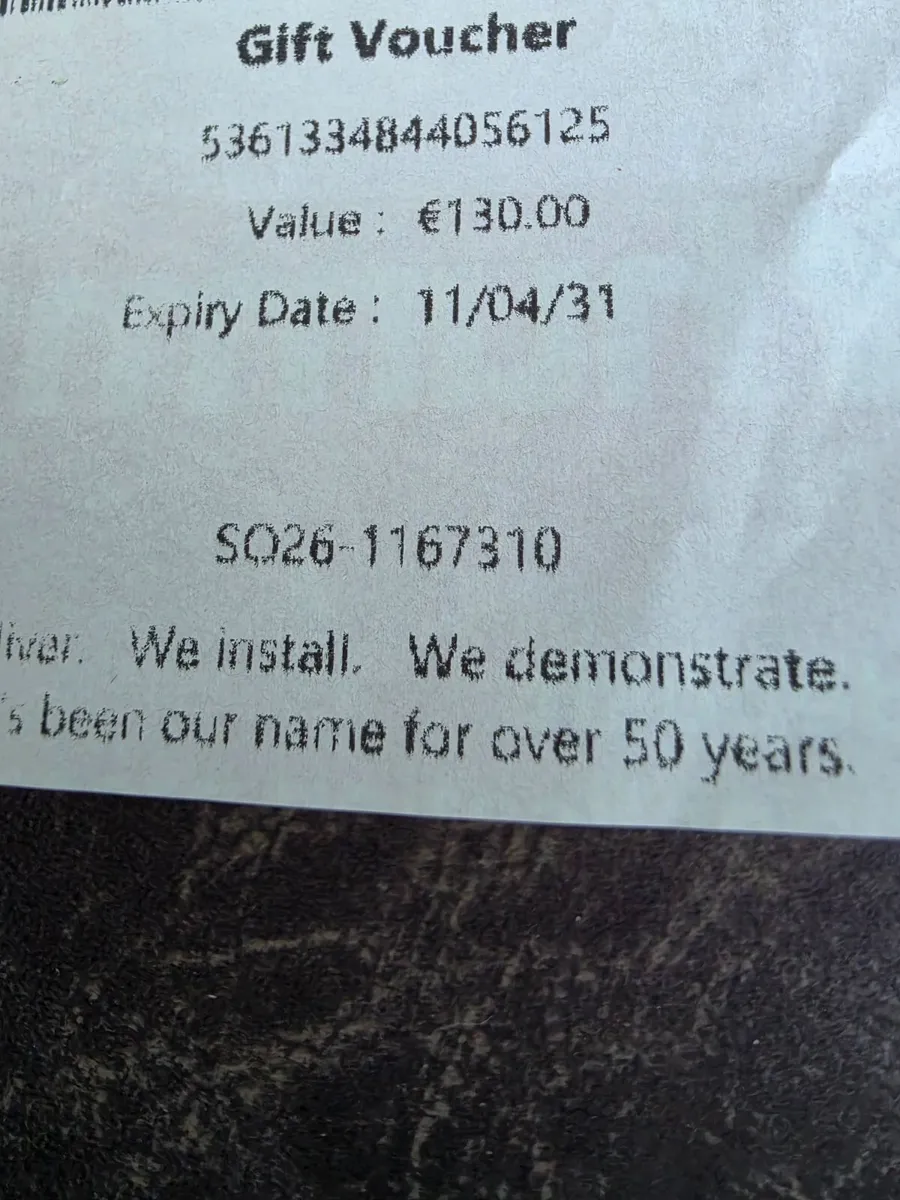 Gift Voucher
5361334844056125
Value : €130.00
Expiry Date : 11/04/31
SO26-1167310
liver. We install. We demonstrate.
's been our name for over 50 years.